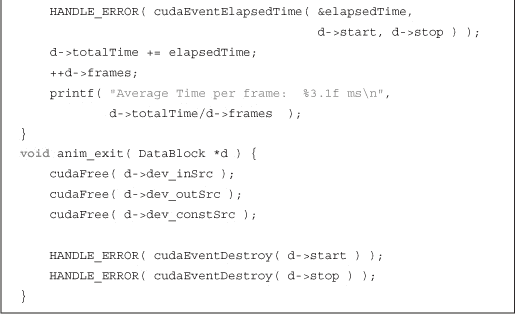 HANDLE_ERROR( cudaEventElapsedTime( &elapsedTime,
d->start, d->stop ) );
d->totalTime += elapsedTime;
++d->frames;
printf( "Average Time per frame:  %3.1f ms\n",
d->totalTime/d->frames  );
}
void anim_exit( DataBlock *d ) {
cudaFree( d->dev_inSrc );
cudaFree( d->dev_outSrc );
cudaFree( d->dev_constSrc );
HANDLE_ERROR( cudaEventDestroy( d->start ) );
HANDLE_ERROR( cudaEventDestroy( d->stop ) );
}